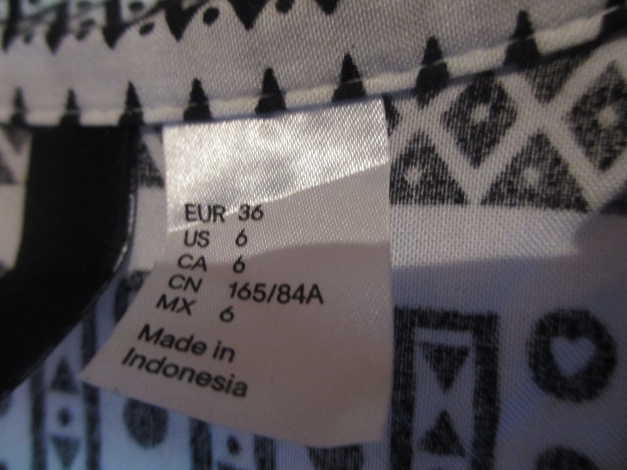 EUR 36
US 6
CA 6
CN 165/84A
MX 6
Made in
Indonesia